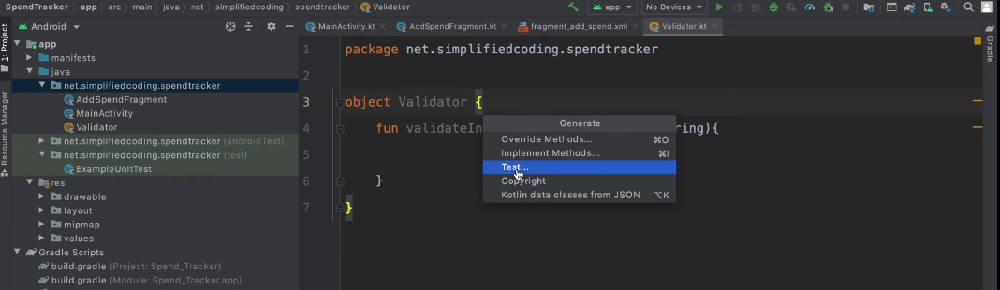 SpendTracker › app › src › main › java › net › simplifiedcoding › spendtracker › Validator
app
No Devices
Android
MainActivity.kt
AddSpendFragment.kt
fragment_add_spend.xml
Validator.kt
1: Project
Resource Manager
Gradle
app
manifests
java
net.simplifiedcoding.spendtracker
AddSpendFragment
MainActivity
Validator
net.simplifiedcoding.spendtracker (androidTest)
net.simplifiedcoding.spendtracker (test)
ExampleUnitTest
res
drawable
layout
mipmap
values
Gradle Scripts
build.gradle (Project: Spend_Tracker)
build.gradle (Module: Spend_Tracker.app)
1 package net.simplifiedcoding.spendtracker
2
3 object Validator {
4 fun validateIn ring){
5
6 }
7 }
Generate
Override Methods... ⌘O
Implement Methods... ⌘I
Test...
Copyright
Kotlin data classes from JSON ⌥K